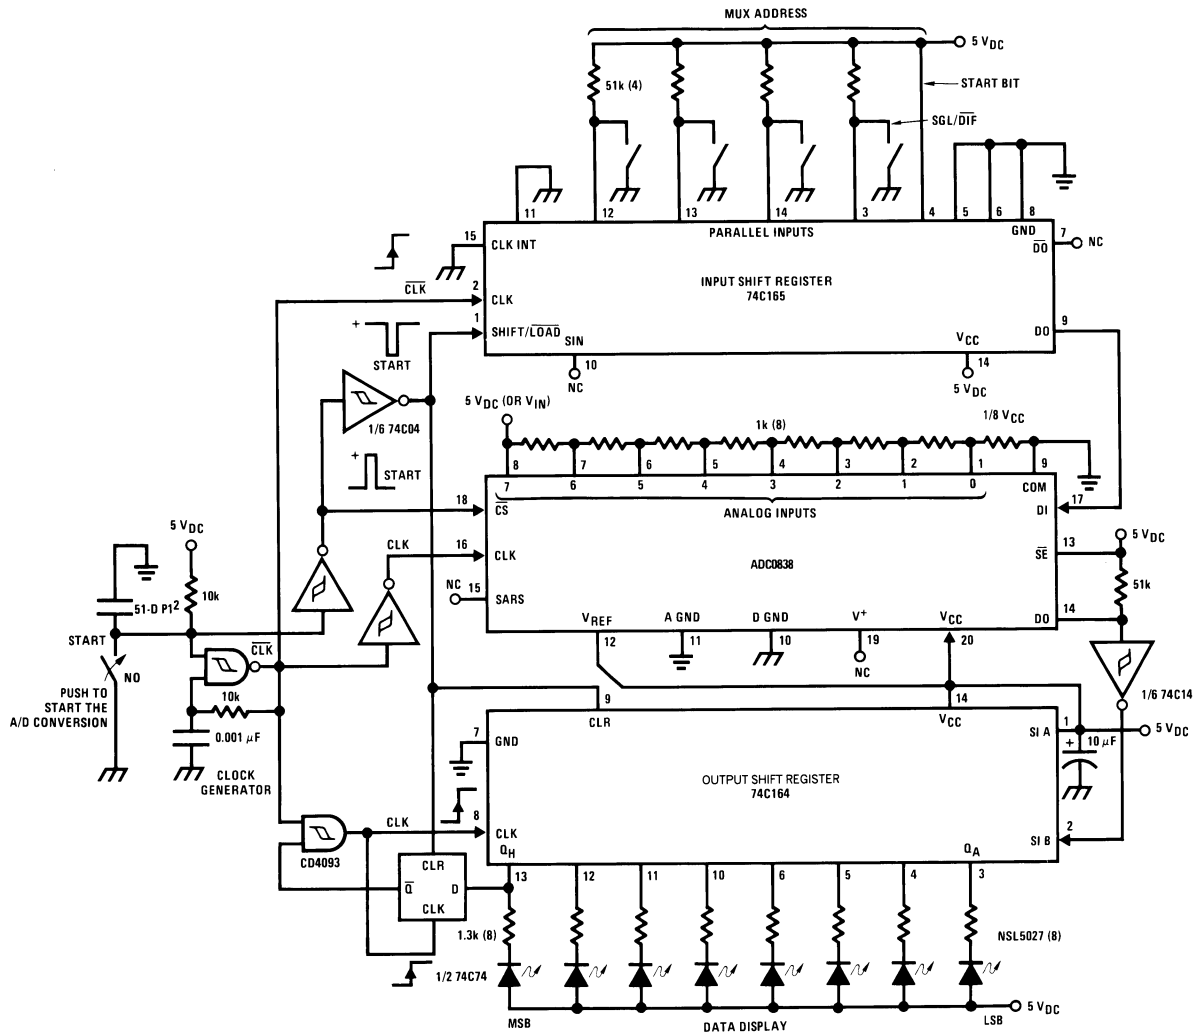 MUX ADDRESS
5 VDC
51k (4)
START BIT
SGL/DIF
11
12
13
14
3
4
5
6
8
PARALLEL INPUTS
GND
15
CLK INT
7
DO
NC
INPUT SHIFT REGISTER
74C165
CLK
2
CLK
1
SHIFT/LOAD
DO
9
SIN
VCC
10
NC
14
5 VDC
+
START
1/6 74C04
5 VDC (OR VIN)
1k (8)
1/8 VCC
+
START
8
7
6
5
4
3
2
1
9
7
6
5
4
3
2
1
0
COM
ANALOG INPUTS
18
CS
DI
17
5 VDC
CLK
16
CLK
ADC0838
SE
13
5 VDC
51k
NC
15
SARS
DO
14
VREF
A GND
D GND
V+
VCC
12
11
10
19
20
NC
1/6 74C14
51-D P1²
10k
START
NO
CLK
PUSH TO
START THE
A/D CONVERSION
10k
0.001 µF
CLOCK
GENERATOR
9
CLR
14
VCC
7
GND
SI A
1
5 VDC
+
10 µF
OUTPUT SHIFT REGISTER
74C164
CLK
8
CLK
CD4093
QH
QA
SI B
2
CLR
Q
D
CLK
13
12
11
10
6
5
4
3
1.3k (8)
NSL5027 (8)
1/2 74C74
5 VDC
MSB
DATA DISPLAY
LSB